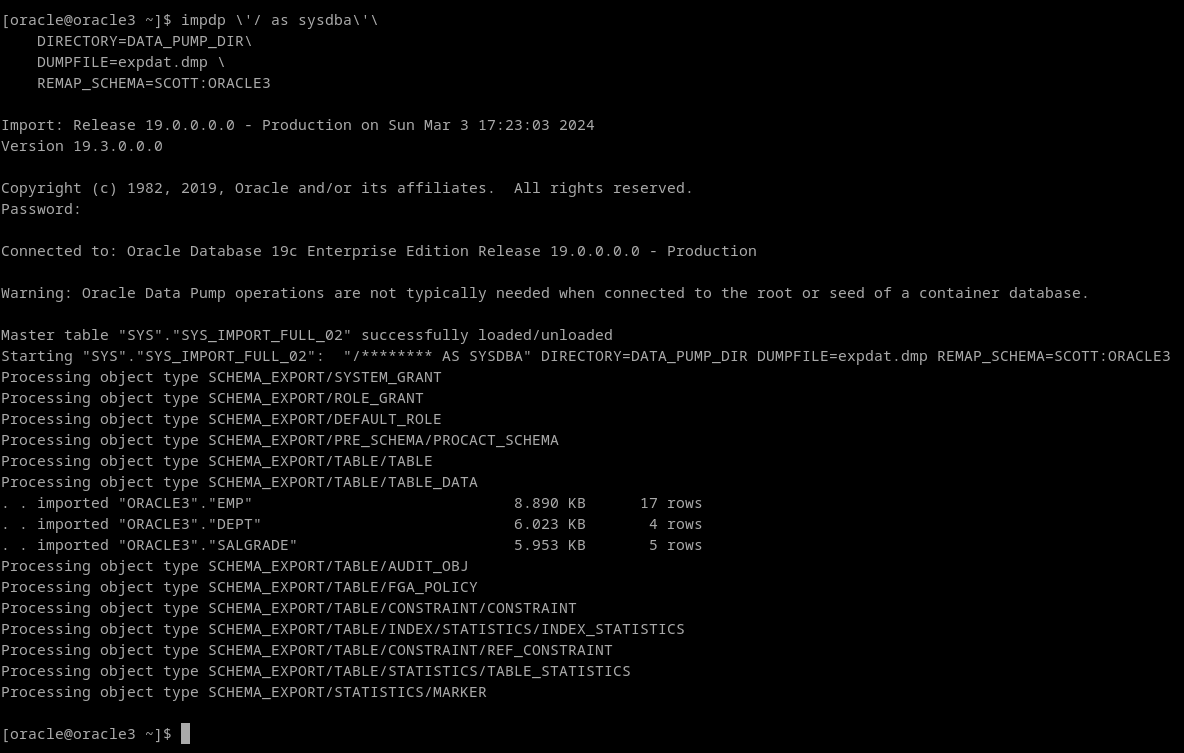 [oracle@oracle3 ~]$ impdp \'/ as sysdba\'\
    DIRECTORY=DATA_PUMP_DIR\
    DUMPFILE=expdat.dmp \
    REMAP_SCHEMA=SCOTT:ORACLE3

Import: Release 19.0.0.0.0 - Production on Sun Mar 3 17:23:03 2024
Version 19.3.0.0.0

Copyright (c) 1982, 2019, Oracle and/or its affiliates.  All rights reserved.
Password:

Connected to: Oracle Database 19c Enterprise Edition Release 19.0.0.0.0 - Production

Warning: Oracle Data Pump operations are not typically needed when connected to the root or seed of a container database.

Master table "SYS"."SYS_IMPORT_FULL_02" successfully loaded/unloaded
Starting "SYS"."SYS_IMPORT_FULL_02":  "/******** AS SYSDBA" DIRECTORY=DATA_PUMP_DIR DUMPFILE=expdat.dmp REMAP_SCHEMA=SCOTT:ORACLE3
Processing object type SCHEMA_EXPORT/SYSTEM_GRANT
Processing object type SCHEMA_EXPORT/ROLE_GRANT
Processing object type SCHEMA_EXPORT/DEFAULT_ROLE
Processing object type SCHEMA_EXPORT/PRE_SCHEMA/PROCACT_SCHEMA
Processing object type SCHEMA_EXPORT/TABLE/TABLE
Processing object type SCHEMA_EXPORT/TABLE/TABLE_DATA
. . imported "ORACLE3"."EMP"                             8.890 KB      17 rows
. . imported "ORACLE3"."DEPT"                            6.023 KB       4 rows
. . imported "ORACLE3"."SALGRADE"                        5.953 KB       5 rows
Processing object type SCHEMA_EXPORT/TABLE/AUDIT_OBJ
Processing object type SCHEMA_EXPORT/TABLE/FGA_POLICY
Processing object type SCHEMA_EXPORT/TABLE/CONSTRAINT/CONSTRAINT
Processing object type SCHEMA_EXPORT/TABLE/INDEX/STATISTICS/INDEX_STATISTICS
Processing object type SCHEMA_EXPORT/TABLE/CONSTRAINT/REF_CONSTRAINT
Processing object type SCHEMA_EXPORT/TABLE/STATISTICS/TABLE_STATISTICS
Processing object type SCHEMA_EXPORT/STATISTICS/MARKER

[oracle@oracle3 ~]$